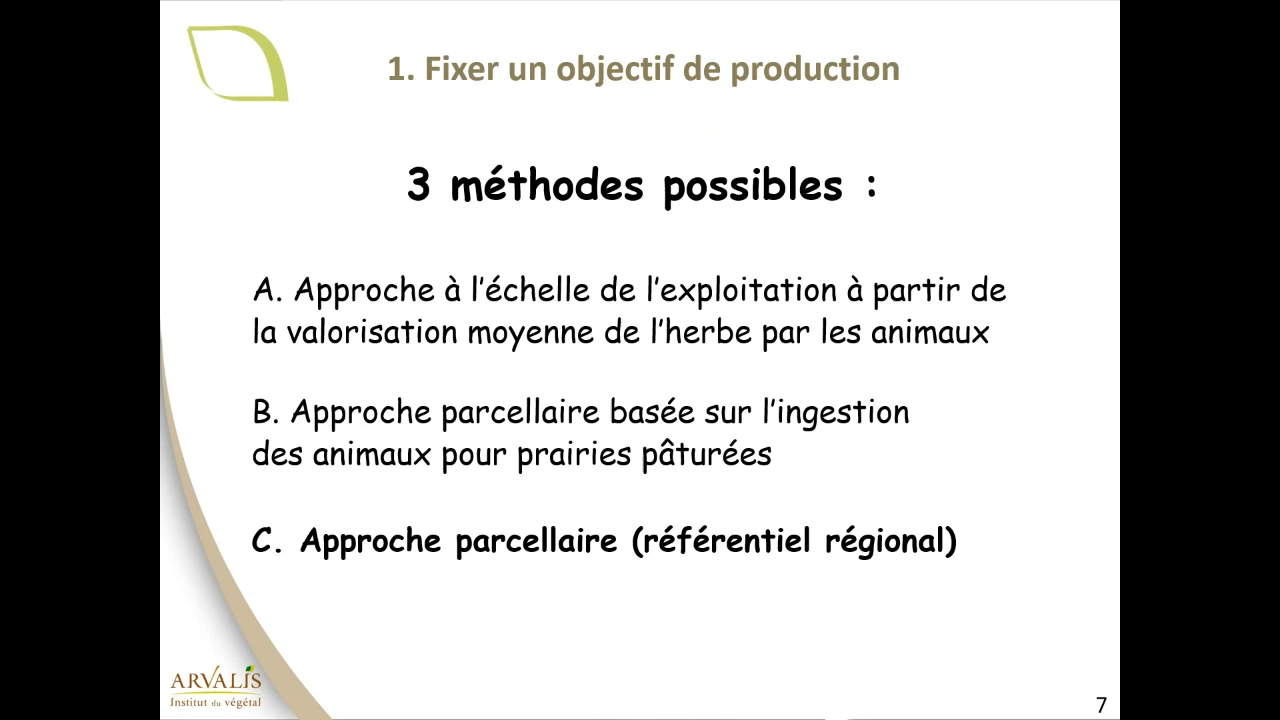 1. Fixer un objectif de production
3 méthodes possibles :
A. Approche à l’échelle de l’exploitation à partir de
la valorisation moyenne de l’herbe par les animaux
B. Approche parcellaire basée sur l’ingestion
des animaux pour prairies pâturées
C. Approche parcellaire (référentiel régional)
ARVALIS
Institut du végétal
7